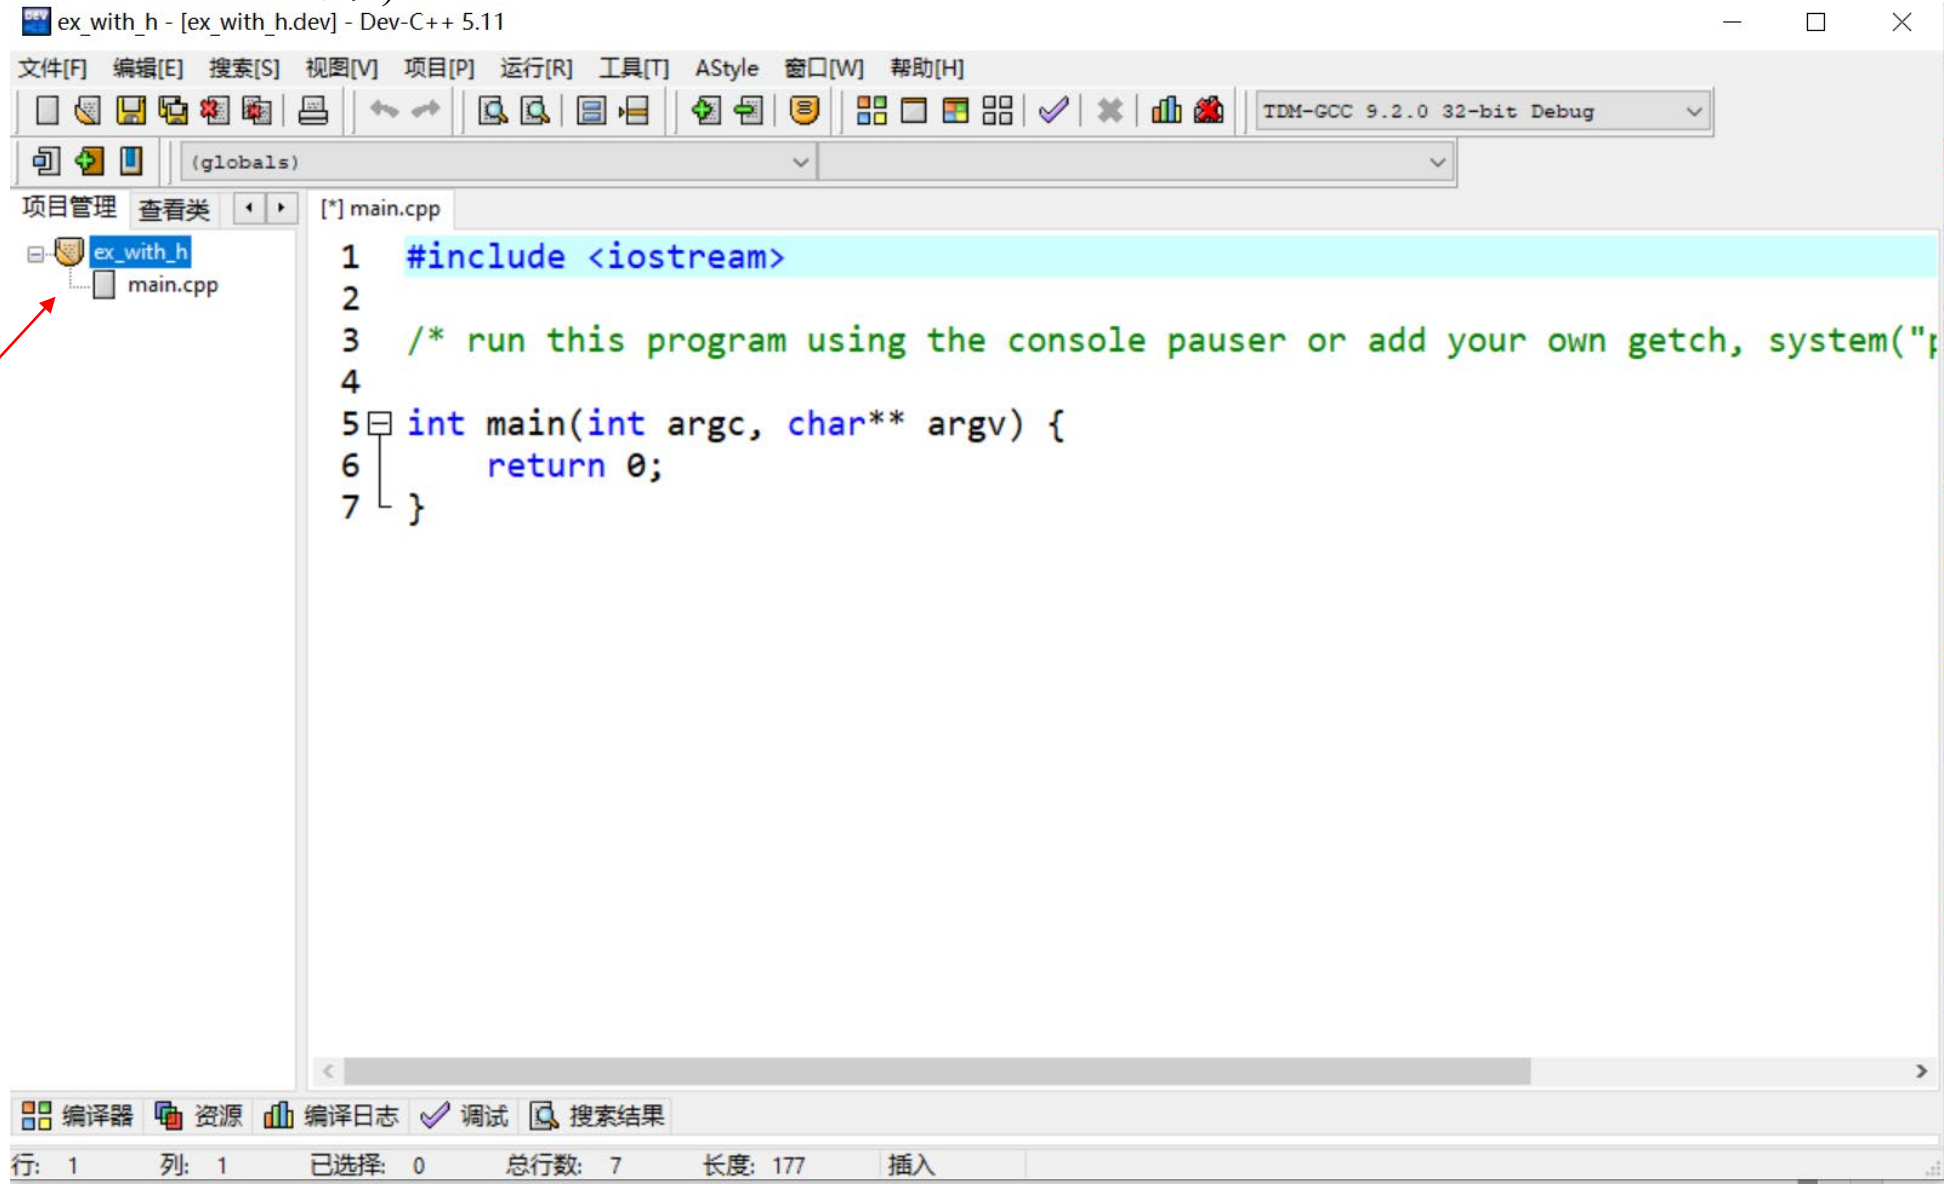 ex_with_h - [ex_with_h.dev] - Dev-C++ 5.11
文件[F] 编辑[E] 搜索[S] 视图[V] 项目[P] 运行[R] 工具[T] AStyle 窗口[W] 帮助[H]
TDM-GCC 9.2.0 32-bit Debug
(globals)
项目管理 查看类 [*] main.cpp
ex_with_h
main.cpp
1 #include <iostream>
2
3 /* run this program using the console pauser or add your own getch, system("
4
5 int main(int argc, char** argv) {
6 return 0;
7 }
编译器 资源 编译日志 调试 搜索结果
行: 1 列: 1 已选择: 0 总行数: 7 长度: 177 插入